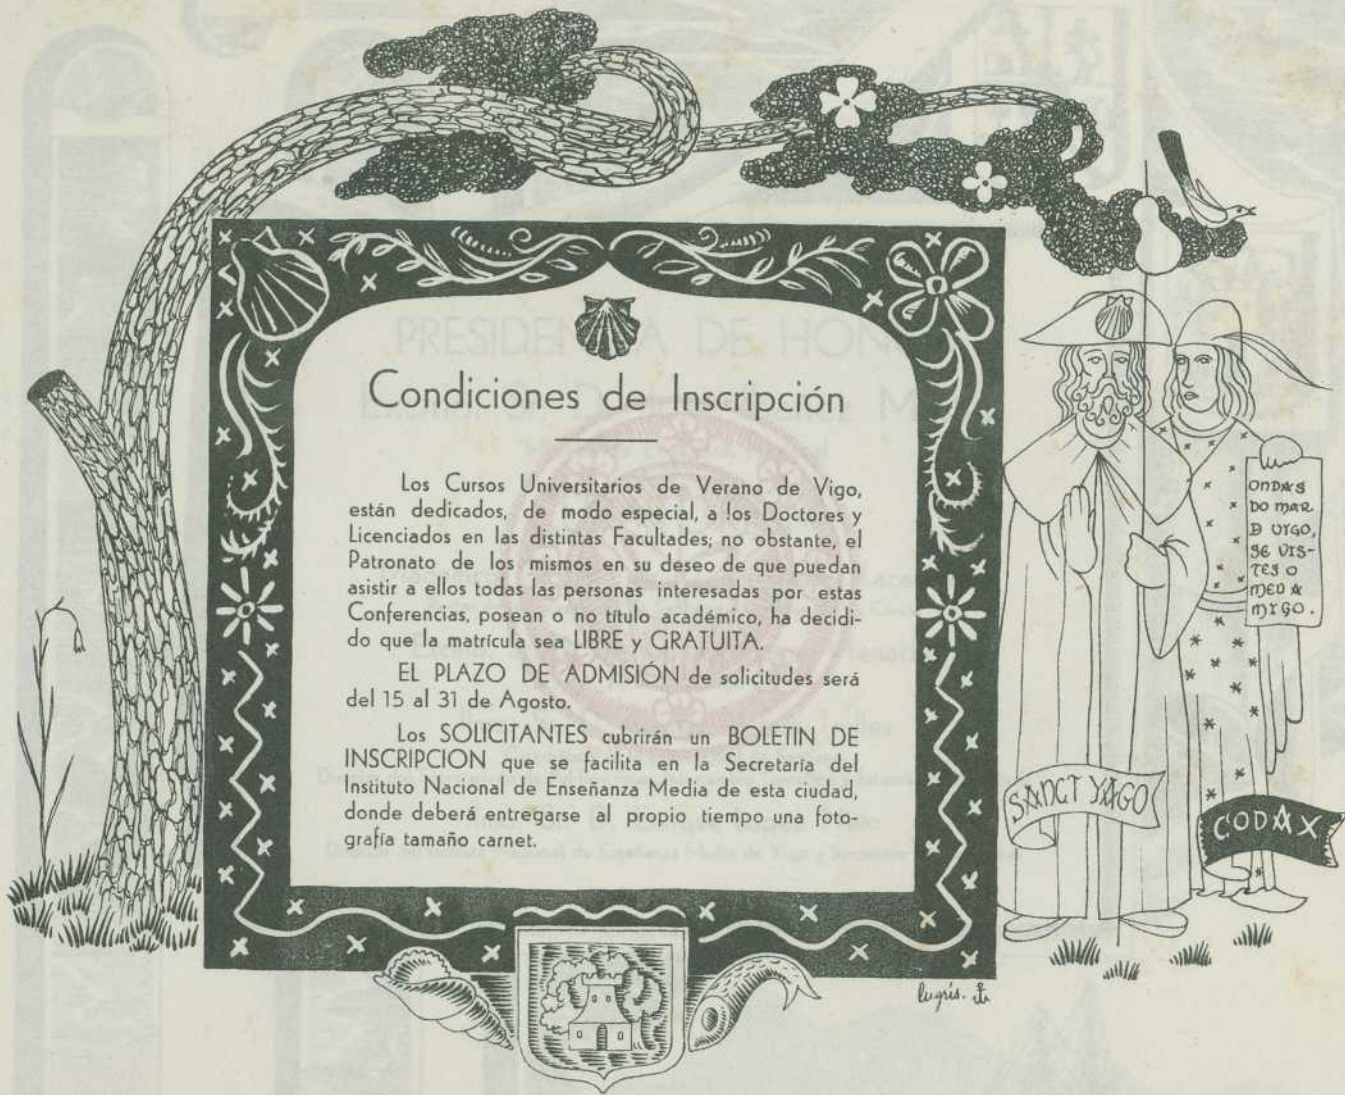 Condiciones de Inscripción
Los Cursos Universitarios de Verano de Vigo,
están dedicados, de modo especial, a los Doctores y
Licenciados en las distintas Facultades; no obstante, el
Patronato de los mismos en su deseo de que puedan
asistir a ellos todas las personas interesadas por estas
Conferencias, posean o no título académico, ha decidi-
do que la matrícula sea LIBRE y GRATUITA.
EL PLAZO DE ADMISIÓN de solicitudes será
del 15 al 31 de Agosto.
Los SOLICITANTES cubrirán un BOLETIN DE
INSCRIPCION que se facilita en la Secretaría del
Instituto Nacional de Enseñanza Media de esta ciudad,
donde deberá entregarse al propio tiempo una foto-
grafía tamaño carnet.
ONDAS
DO MAR
D VIGO,
SE VIS-
TES O
MEU A
MYGO.
SANCT YAGO
CODAX
lugrís.